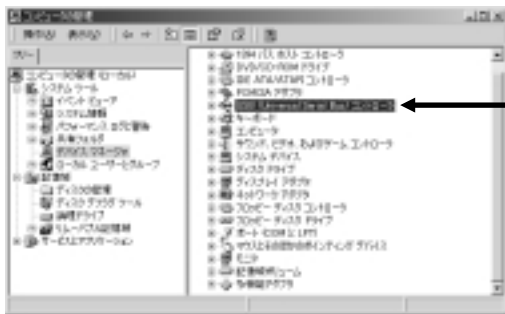 コンピュータの管理
操作(A) 表示(V)
ツリー
コンピュータの管理 (ローカル)
システム ツール
イベント ビューア
システム情報
パフォーマンス ログと警告
共有フォルダ
デバイス マネージャ
ローカル ユーザーとグループ
記憶域
ディスクの管理
ディスク デフラグ ツール
論理ドライブ
リムーバブル記憶域
サービスとアプリケーション
1394 バス ホスト コントローラ
DVD/CD-ROM ドライブ
IDE ATA/ATAPI コントローラ
PCMCIA アダプタ
USB (Universal Serial Bus) コントローラ
キーボード
コンピュータ
サウンド、ビデオ、およびゲーム コントローラ
システム デバイス
ディスク ドライブ
ディスプレイ アダプタ
ネットワーク アダプタ
フロッピー ディスク コントローラ
フロッピー ディスク ドライブ
ポート (COM と LPT)
マウスとその他のポインティング デバイス
モニタ
記憶域ボリューム
多機能アダプタ